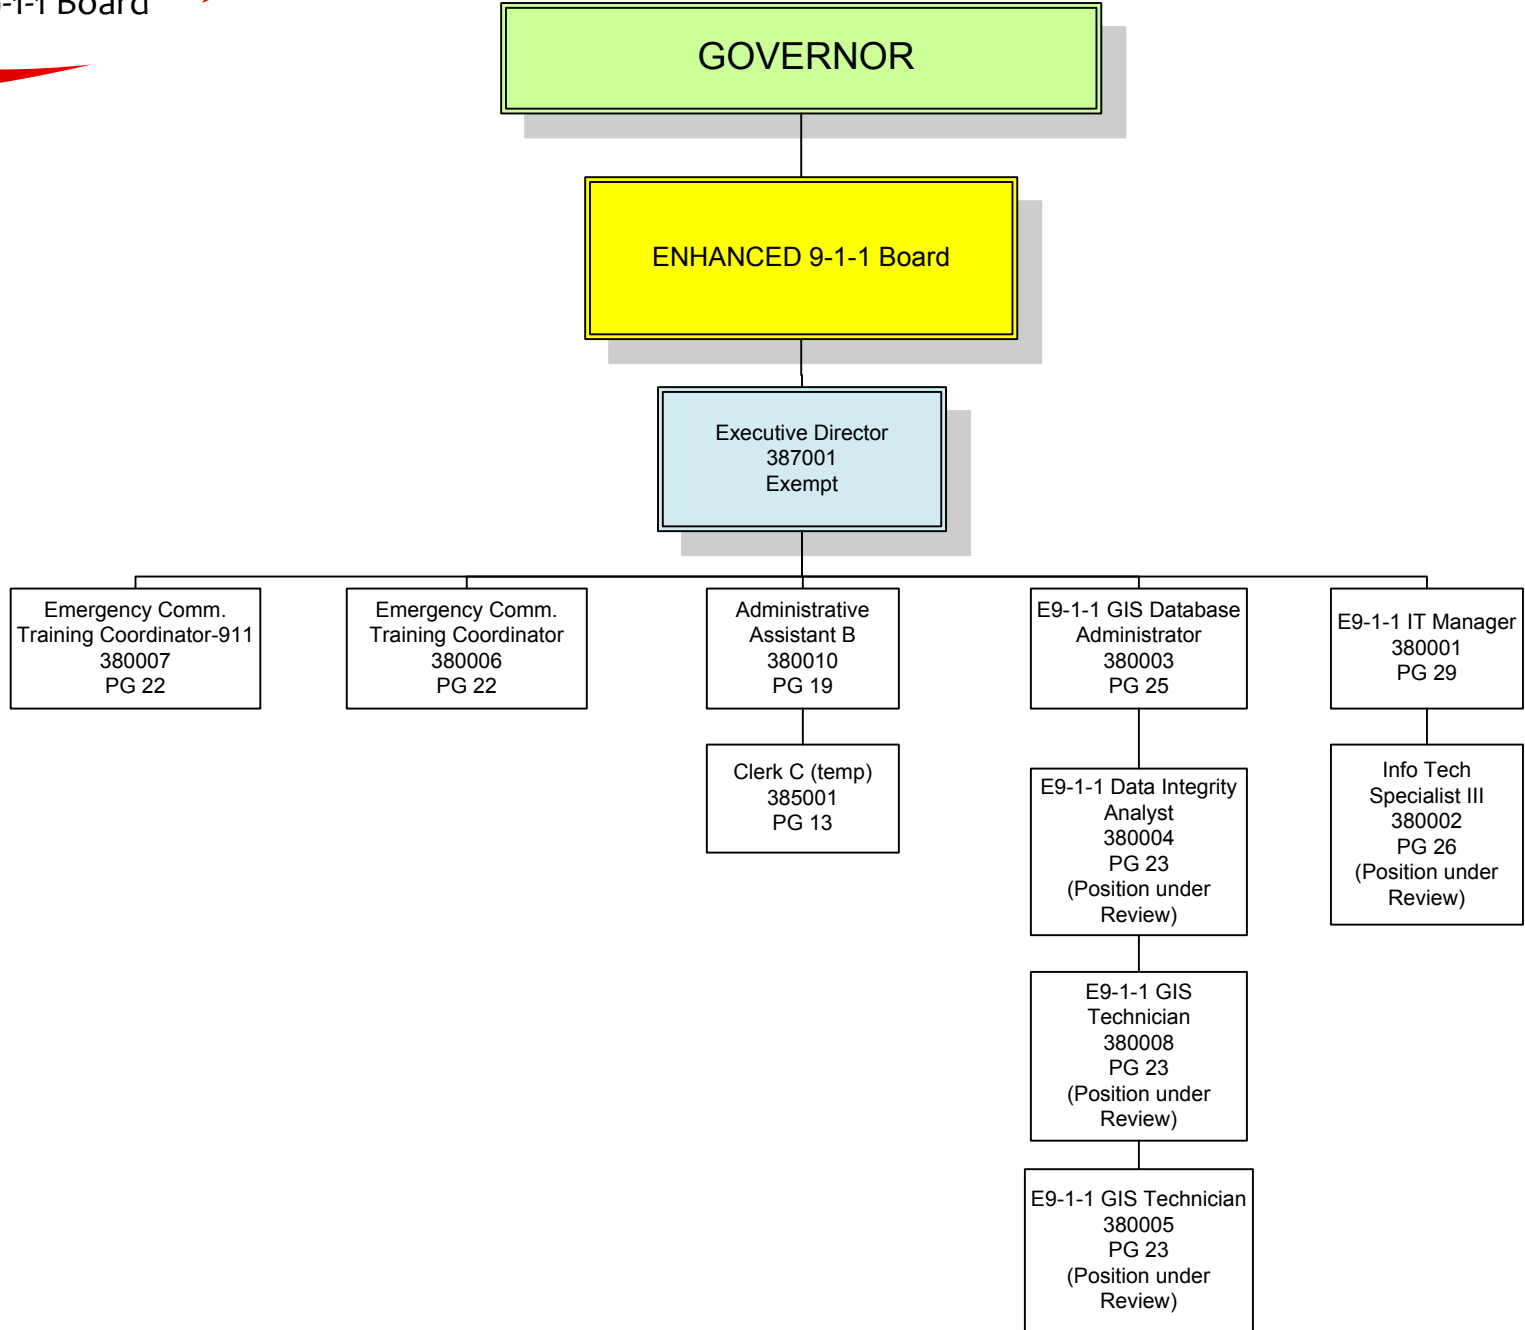 9-1-1 Board
GOVERNOR
ENHANCED 9-1-1 Board
Executive Director
387001
Exempt
Emergency Comm.
Training Coordinator-911
380007
PG 22
Emergency Comm.
Training Coordinator
380006
PG 22
Administrative
Assistant B
380010
PG 19
E9-1-1 GIS Database
Administrator
380003
PG 25
E9-1-1 IT Manager
380001
PG 29
Clerk C (temp)
385001
PG 13
E9-1-1 Data Integrity
Analyst
380004
PG 23
(Position under
Review)
Info Tech
Specialist III
380002
PG 26
(Position under
Review)
E9-1-1 GIS
Technician
380008
PG 23
(Position under
Review)
E9-1-1 GIS Technician
380005
PG 23
(Position under
Review)